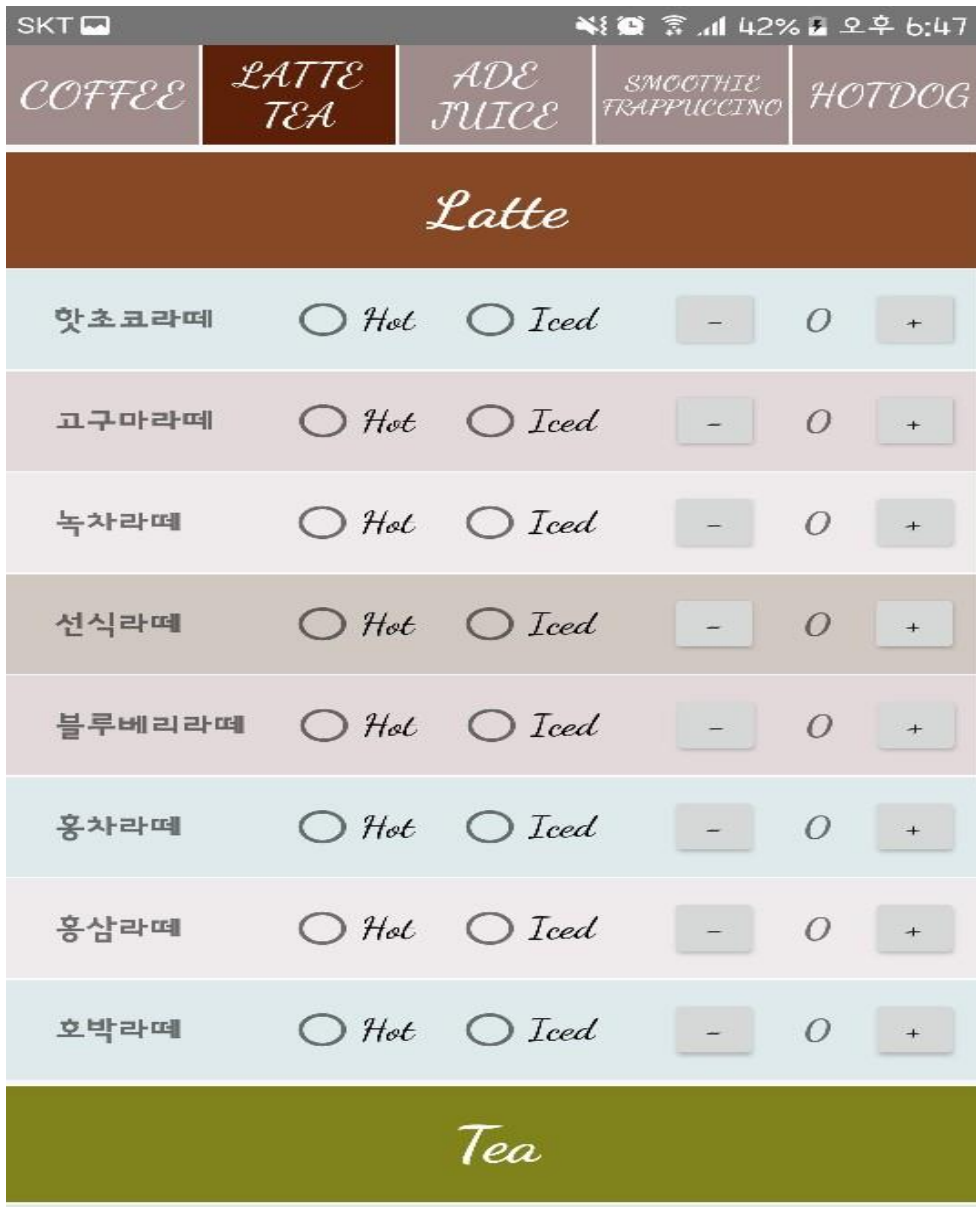 SKT 42% 오후 6:47
COFFEE
LATTE
TEA
ADE
JUICE
SMOOTHIE
FRAPPUCCINO
HOTDOG
Latte
핫초코라떼 Hot Iced - 0 +
고구마라떼 Hot Iced - 0 +
녹차라떼 Hot Iced - 0 +
선식라떼 Hot Iced - 0 +
블루베리라떼 Hot Iced - 0 +
홍차라떼 Hot Iced - 0 +
홍삼라떼 Hot Iced - 0 +
호박라떼 Hot Iced - 0 +
Tea